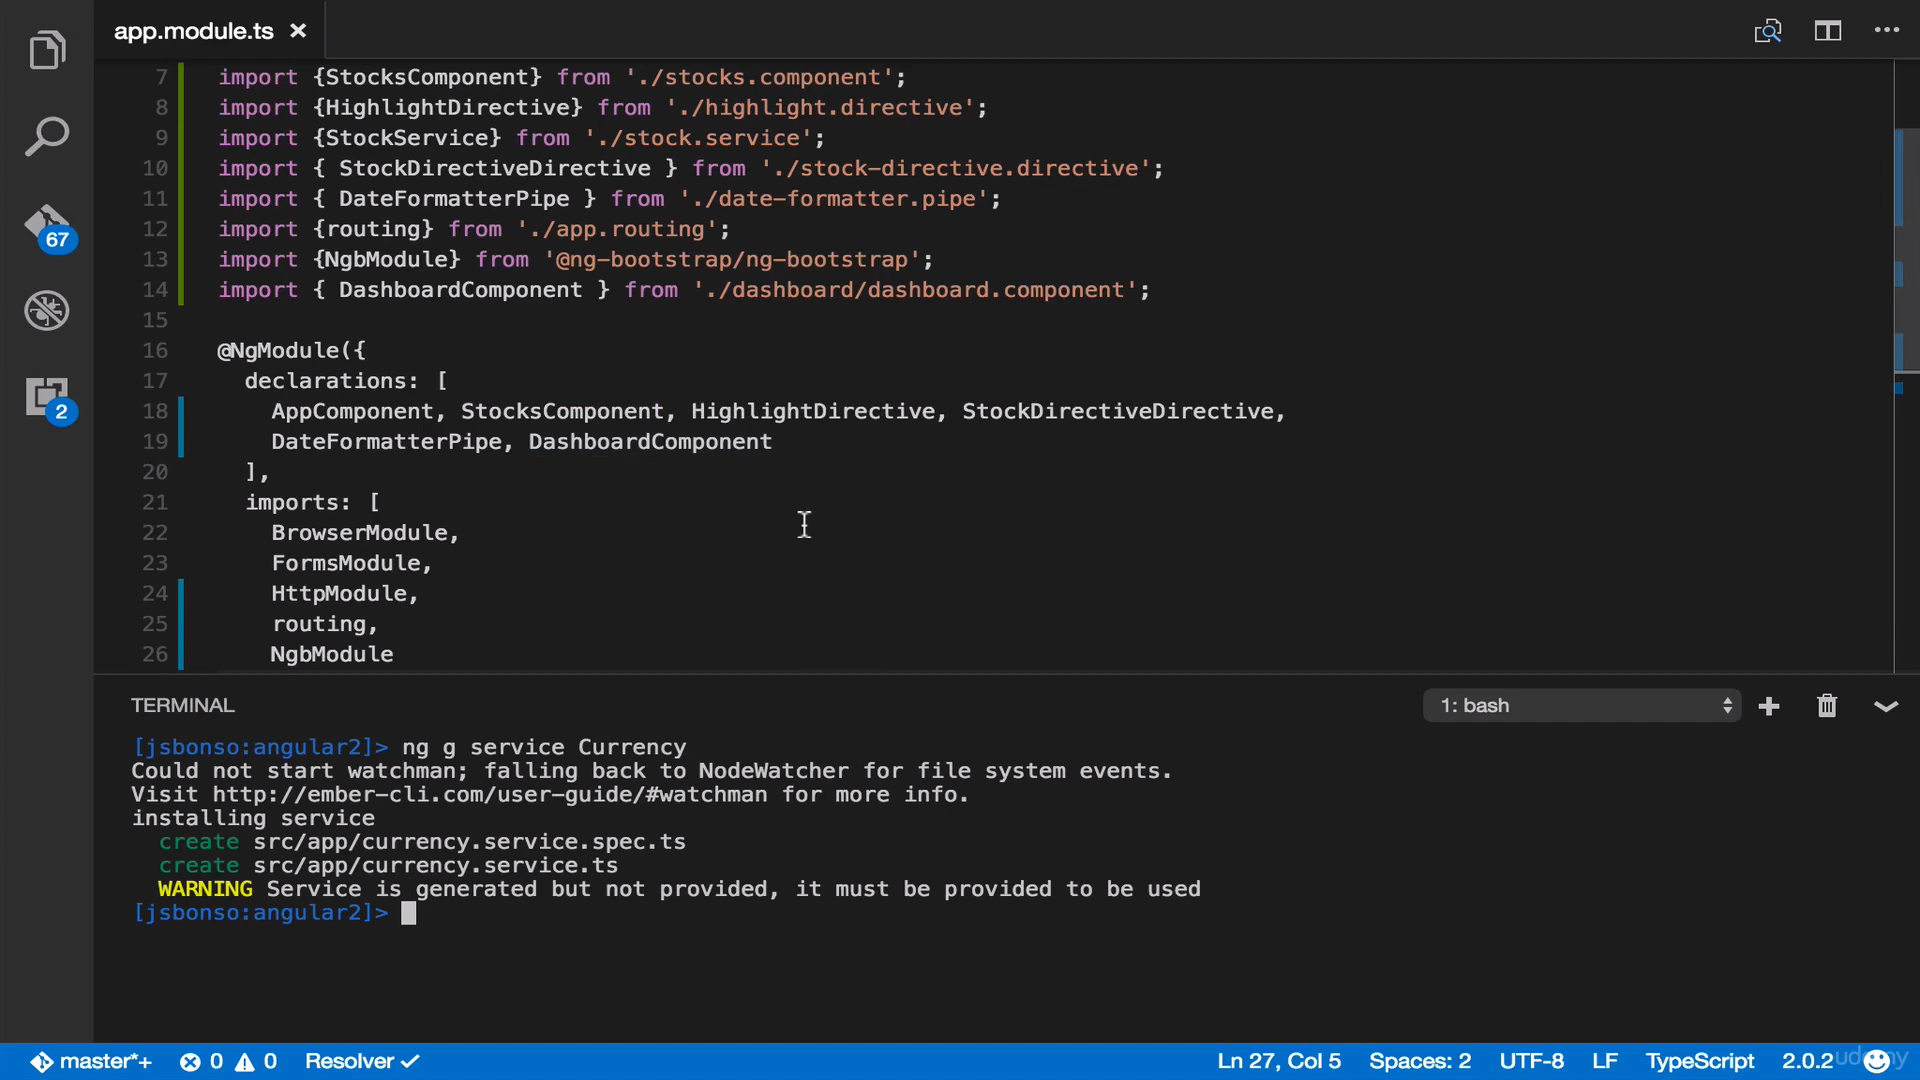 app.module.ts
7 import {StocksComponent} from './stocks.component';
8 import {HighlightDirective} from './highlight.directive';
9 import {StockService} from './stock.service';
10 import { StockDirectiveDirective } from './stock-directive.directive';
11 import { DateFormatterPipe } from './date-formatter.pipe';
12 import {routing} from './app.routing';
13 import {NgbModule} from '@ng-bootstrap/ng-bootstrap';
14 import { DashboardComponent } from './dashboard/dashboard.component';
15
16 @NgModule({
17 declarations: [
18 AppComponent, StocksComponent, HighlightDirective, StockDirectiveDirective,
19 DateFormatterPipe, DashboardComponent
20 ],
21 imports: [
22 BrowserModule,
23 FormsModule,
24 HttpModule,
25 routing,
26 NgbModule
67
2
TERMINAL
1: bash
[jsbonso:angular2]> ng g service Currency
Could not start watchman; falling back to NodeWatcher for file system events.
Visit http://ember-cli.com/user-guide/#watchman for more info.
installing service
create src/app/currency.service.spec.ts
create src/app/currency.service.ts
WARNING Service is generated but not provided, it must be provided to be used
[jsbonso:angular2]>
master*+ 0 0 Resolver Ln 27, Col 5 Spaces: 2 UTF-8 LF TypeScript 2.0.2
udemy